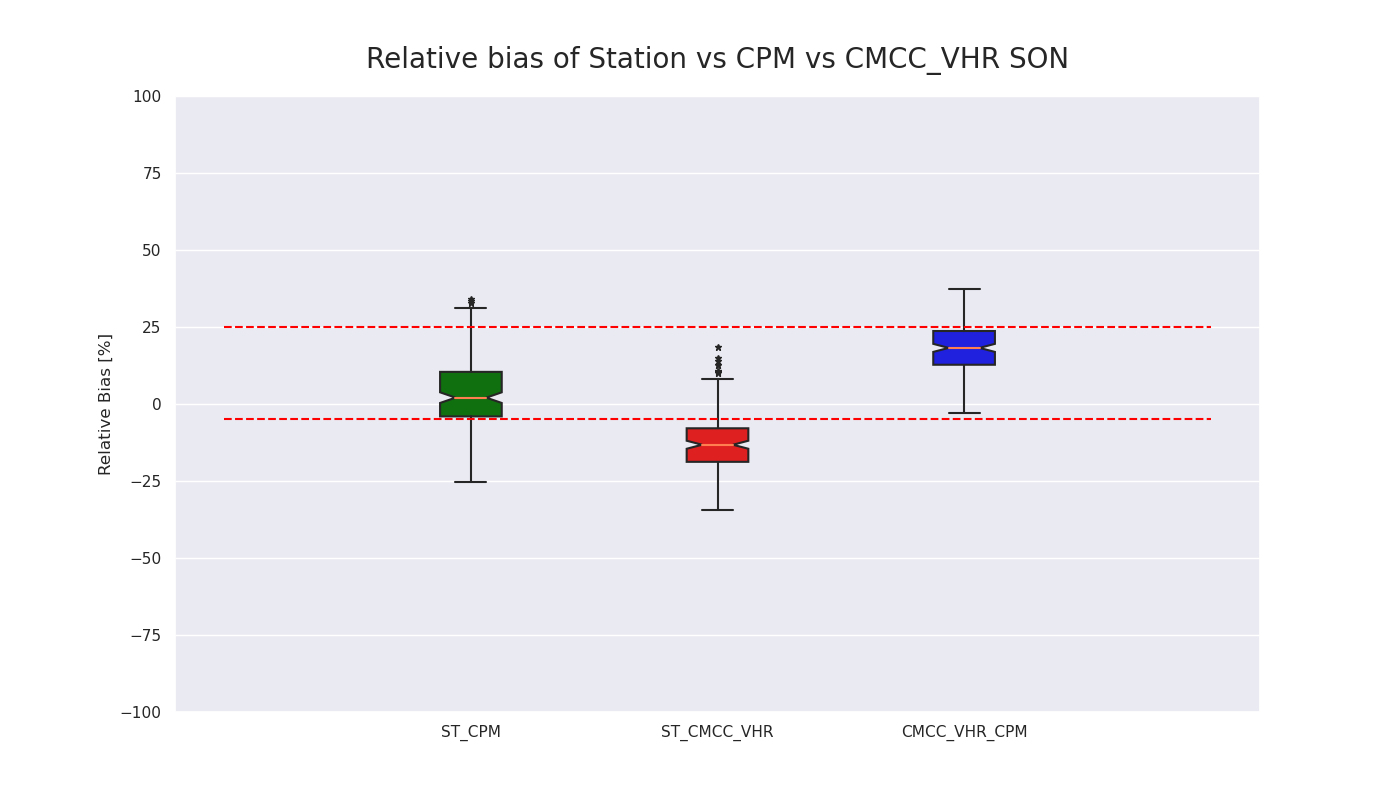 Relative bias of Station vs CPM vs CMCC_VHR SON
100
75
50
25
0
−25
−50
−75
−100
Relative Bias [%]
ST_CPM
ST_CMCC_VHR
CMCC_VHR_CPM